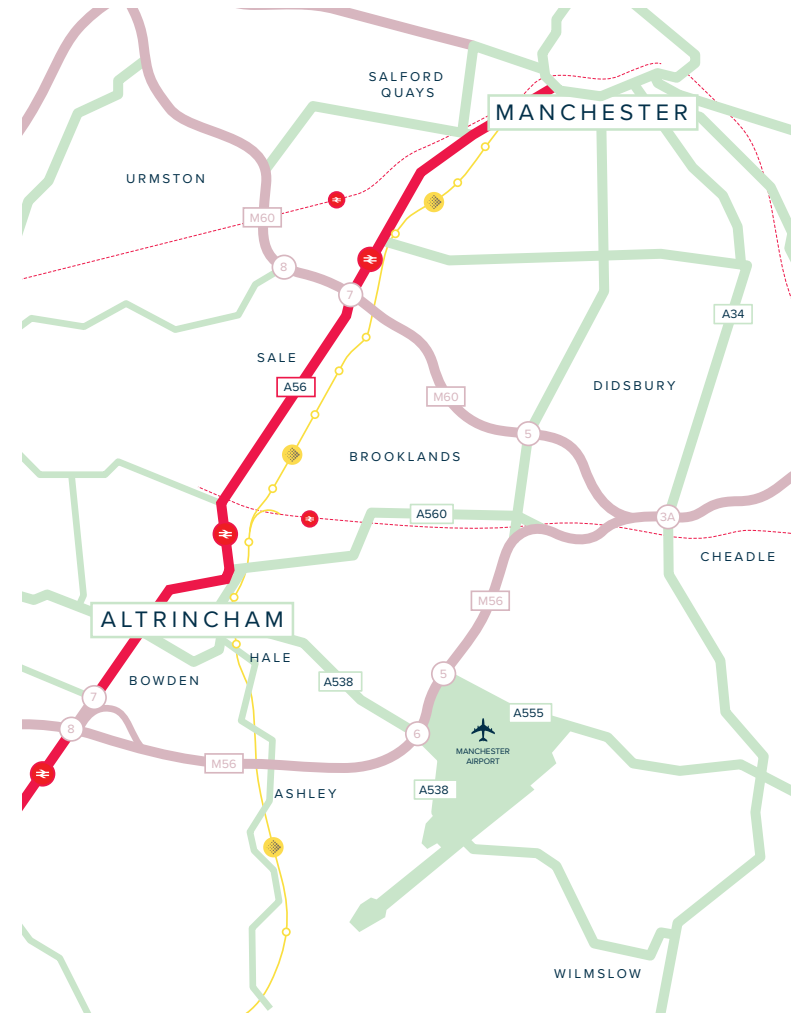 SALFORD
QUAYS
MANCHESTER
URMSTON
M60
8
7
A34
SALE
A56
DIDSBURY
M60
5
BROOKLANDS
A560
3A
CHEADLE
M56
ALTRINCHAM
HALE
BOWDEN
A538
5
7
A555
8
6
MANCHESTER
AIRPORT
M56
A538
ASHLEY
WILMSLOW